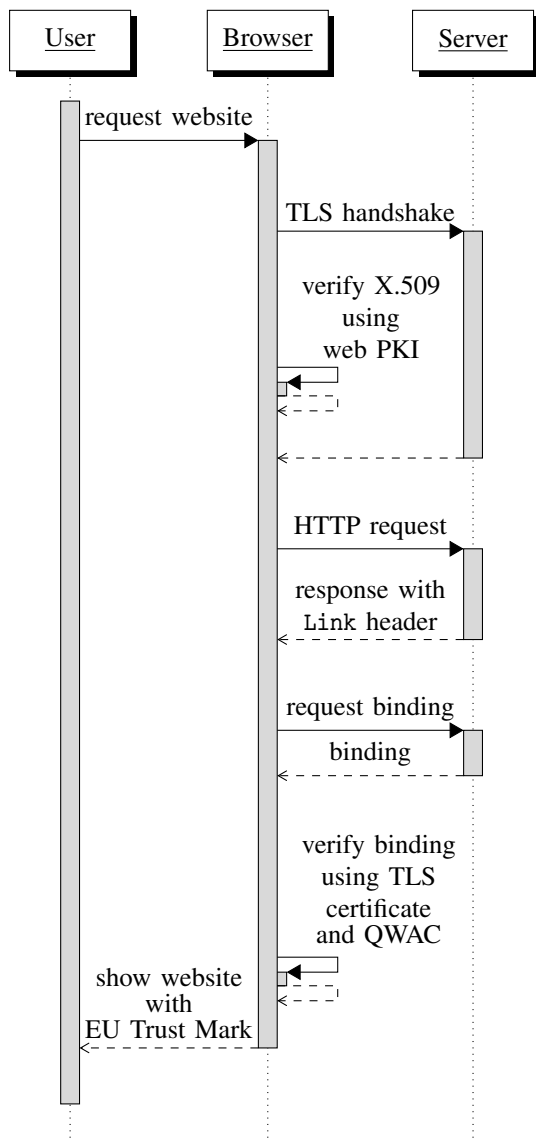 User
Browser
Server
request website
TLS handshake
verify X.509
using
web PKI
HTTP request
response with
Link header
request binding
binding
verify binding
using TLS
certificate
and QWAC
show website
with
EU Trust Mark